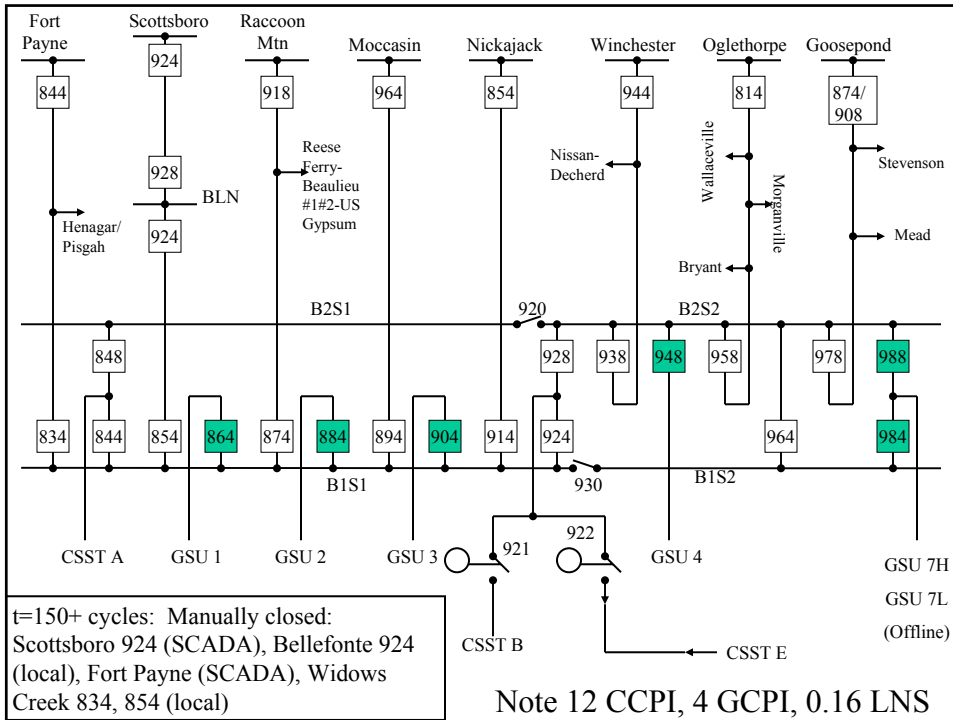 Fort
Payne
Scottsboro
Raccoon
Mtn
Moccasin
Nickajack
Winchester
Oglethorpe
Goosepond
844
924
918
964
854
944
814
874/
908
928
BLN
924
Henagar/
Pisgah
Reese
Ferry-
Beaulieu
#1#2-US
Gypsum
Nissan-
Decherd
Wallaceville
Morganville
Bryant
Stevenson
Mead
B2S1
920
B2S2
848
928
938
948
958
978
988
834
844
854
864
874
884
894
904
914
924
964
984
B1S1
930
B1S2
CSST A
GSU 1
GSU 2
GSU 3
921
922
GSU 4
GSU 7H
GSU 7L
(Offline)
CSST B
CSST E
t=150+ cycles: Manually closed:
Scottsboro 924 (SCADA), Bellefonte 924
(local), Fort Payne (SCADA), Widows
Creek 834, 854 (local)
Note 12 CCPI, 4 GCPI, 0.16 LNS